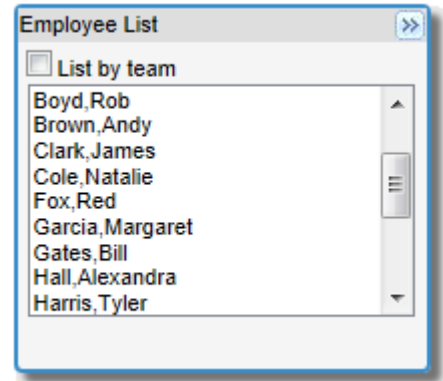 Employee List
List by team
Boyd,Rob
Brown,Andy
Clark,James
Cole,Natalie
Fox,Red
Garcia,Margaret
Gates,Bill
Hall,Alexandra
Harris,Tyler